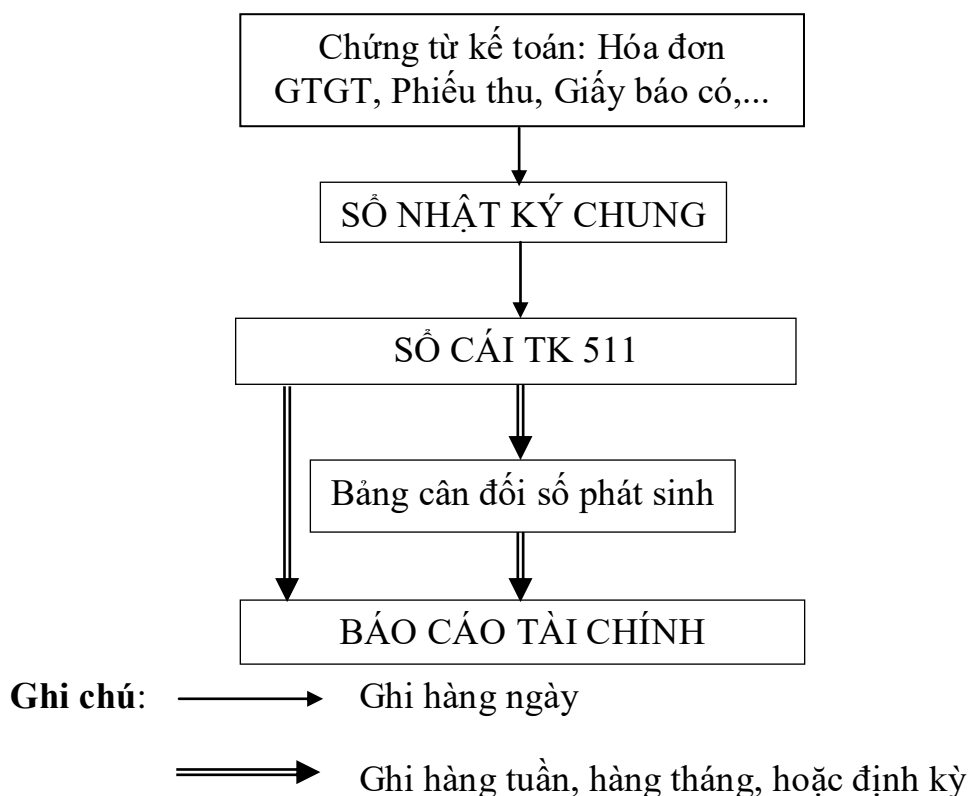 Chứng từ kế toán: Hóa đơn
GTGT, Phiếu thu, Giấy báo có,...
SỔ NHẬT KÝ CHUNG
SỔ CÁI TK 511
Bảng cân đối số phát sinh
BÁO CÁO TÀI CHÍNH
Ghi chú: Ghi hàng ngày
Ghi hàng tuần, hàng tháng, hoặc định kỳ